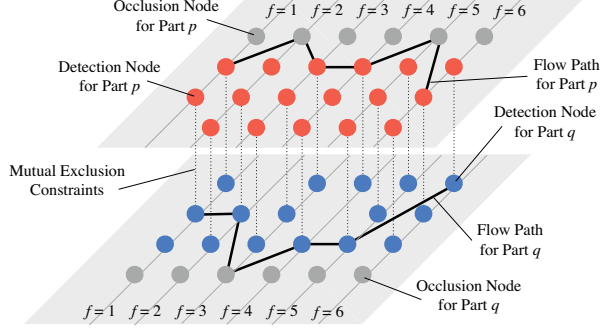 Occlusion Node
for Part p
f = 1 f = 2 f = 3 f = 4 f = 5 f = 6
Detection Node
for Part p
Flow Path
for Part p
Detection Node
for Part q
Mutual Exclusion
Constraints
Flow Path
for Part q
Occlusion Node
for Part q
f = 1 f = 2 f = 3 f = 4 f = 5 f = 6